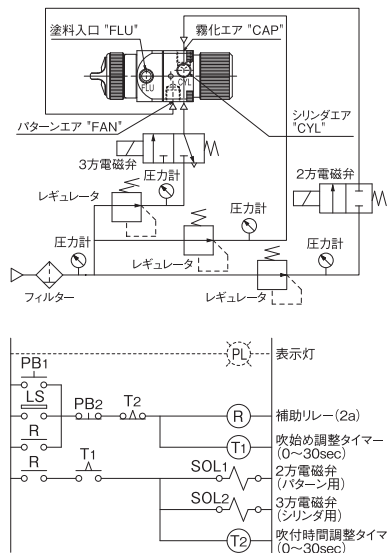 塗料入口 "FLU"
霧化エア "CAP"
FLU
CYL
パターンエア "FAN"
シリンダエア
"CYL"
3方電磁弁
圧力計
2方電磁弁
レギュレータ
圧力計
圧力計
レギュレータ
圧力計
フィルター
レギュレータ
PL
表示灯
PB1
LS
PB2
T2
R
補助リレー(2a)
R
T1
吹始め調整タイマー
(0〜30sec)
R
T1
SOL1
2方電磁弁
(パターン用)
SOL2
3方電磁弁
(シリンダ用)
T2
吹付時間調整タイマ
(0〜30sec)